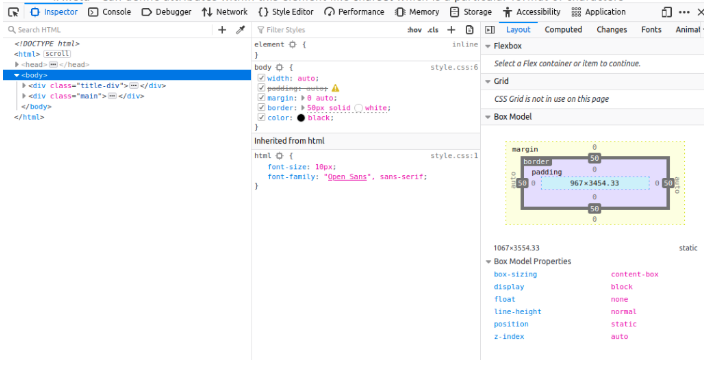 Inspector Console Debugger Network Style Editor Performance Memory Storage Accessibility Application
Search HTML
<!DOCTYPE html>
<html> scroll
<head> </head>
<body>
<div class="title-div"> </div>
<div class="main"> </div>
</body>
</html>
Filter Styles :hov .cls
element { inline
}
body { style.css:6
width: auto;
padding: auto;
margin: 0 auto;
border: 50px solid white;
color: black;
}
Inherited from html
html { style.css:1
font-size: 10px;
font-family: "Open Sans", sans-serif;
}
Layout Computed Changes Fonts Animat
Flexbox
Select a Flex container or item to continue.
Grid
CSS Grid is not in use on this page
Box Model
margin 0
border 50
padding 0
auto 50 0 967×3454.33 0 50 auto
0
50
0
1067×3554.33 static
Box Model Properties
box-sizing content-box
display block
float none
line-height normal
position static
z-index auto